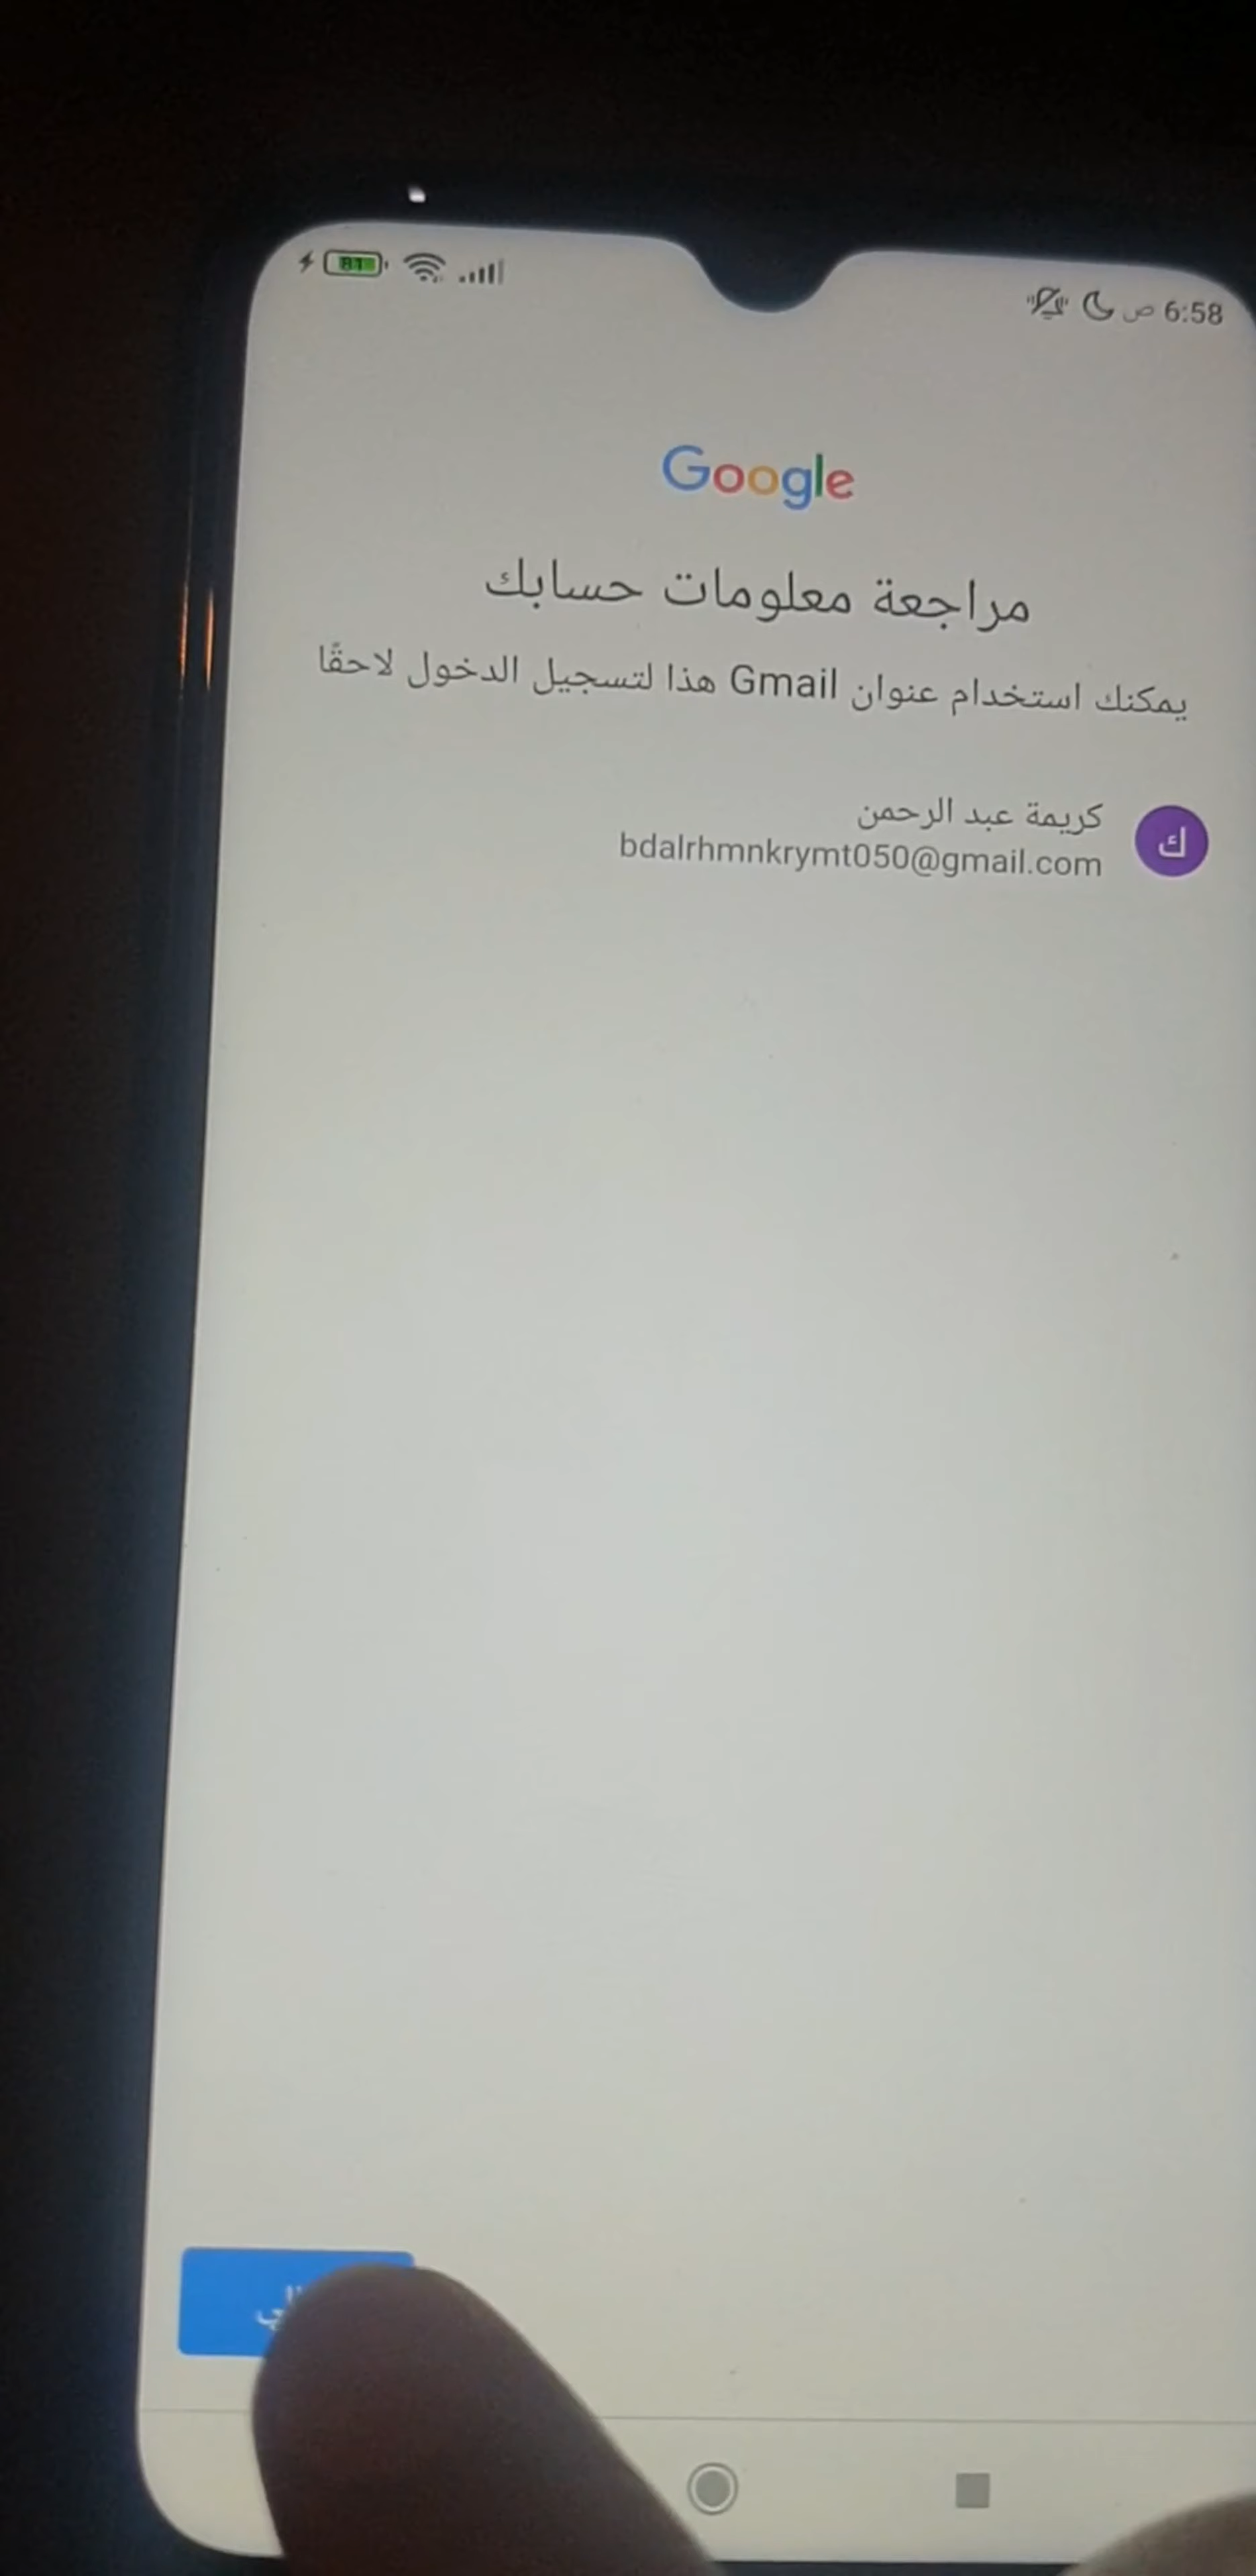 81
6:58 ص
Google
مراجعة معلومات حسابك
يمكنك استخدام عنوان Gmail هذا لتسجيل الدخول لاحقًا
ك
كريمة عبد الرحمن
bdalrhmnkrymt050@gmail.com